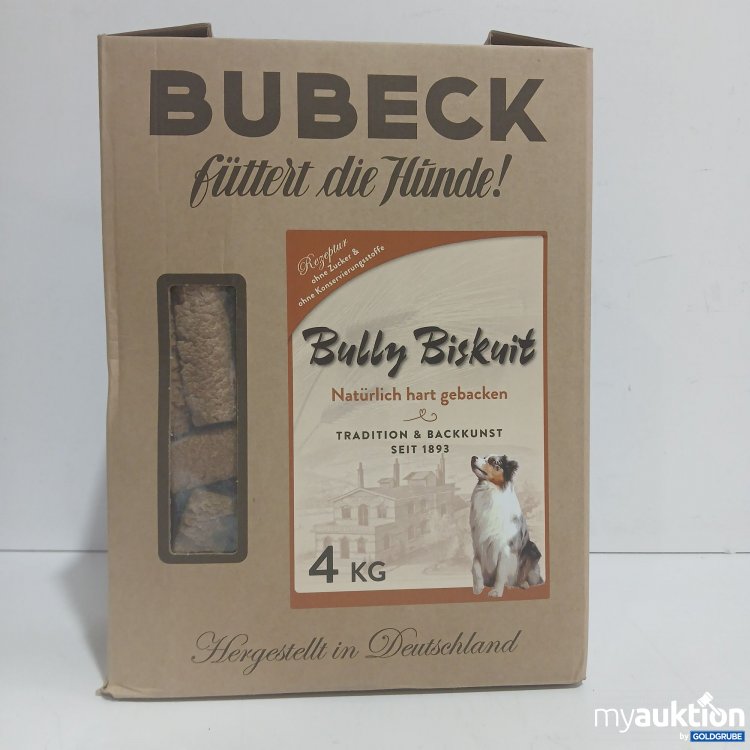 BUBECK
füttert die Hunde!
Rezeptur
ohne Zucker &
ohne Konservierungsstoffe
Bully Biskuit
Natürlich hart gebacken
TRADITION & BACKKUNST
SEIT 1893
4 KG
Hergestellt in Deutschland
myauktion
by GOLDGRUBE